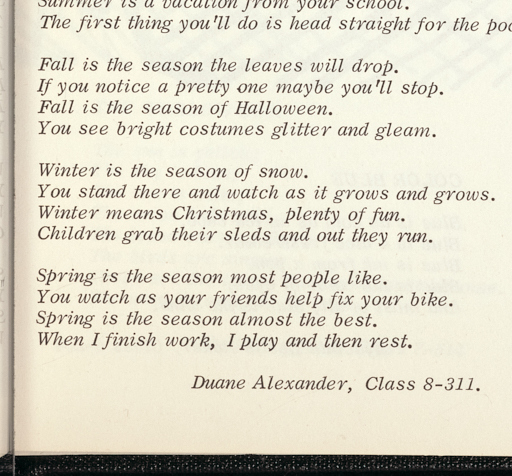 Summer is a vacation from your school.
The first thing you'll do is head straight for the
Fall is the season the leaves will drop.
If you notice a pretty one maybe you'll stop.
Fall is the season of Halloween.
You see bright costumes glitter and gleam.
Winter is the season of snow.
You stand there and watch as it grows and grows.
Winter means Christmas, plenty of fun.
Children grab their sleds and out they run.
Spring is the season most people like.
You watch as your friends help fix your bike.
Spring is the season almost the best.
When I finish work, I play and then rest.
Duane Alexander, Class 8-311.